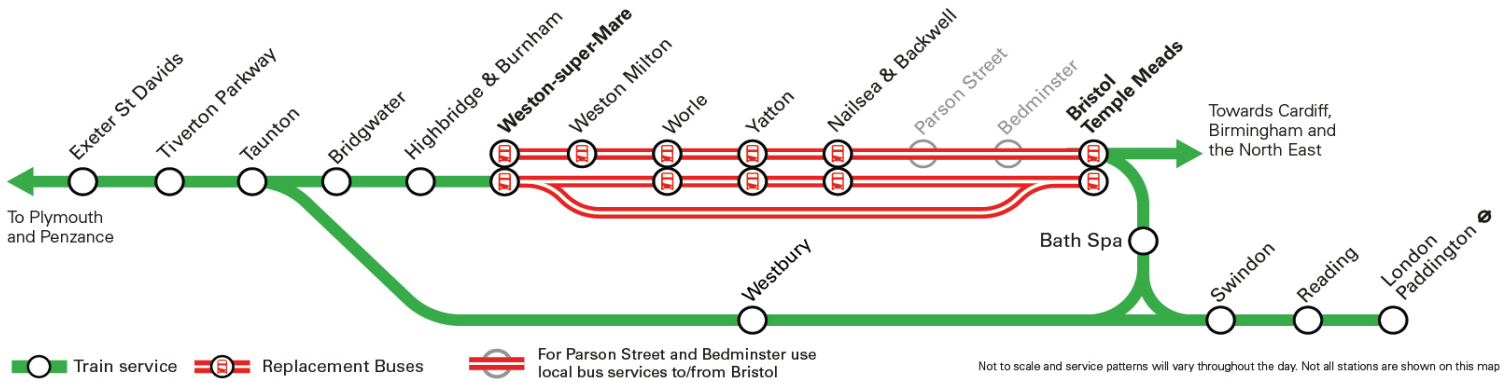 Exeter St Davids
Tiverton Parkway
Taunton
Bridgwater
Highbridge & Burnham
Weston-super-Mare
Weston Milton
Worle
Yatton
Nailsea & Backwell
Parson Street
Bedminster
Bristol
Temple Meads
Towards Cardiff,
Birmingham and
the North East
To Plymouth
and Penzance
Bath Spa
Westbury
Swindon
Reading
London
Paddington
Train service
Replacement Buses
For Parson Street and Bedminster use
local bus services to/from Bristol
Not to scale and service patterns will vary throughout the day. Not all stations are shown on this map